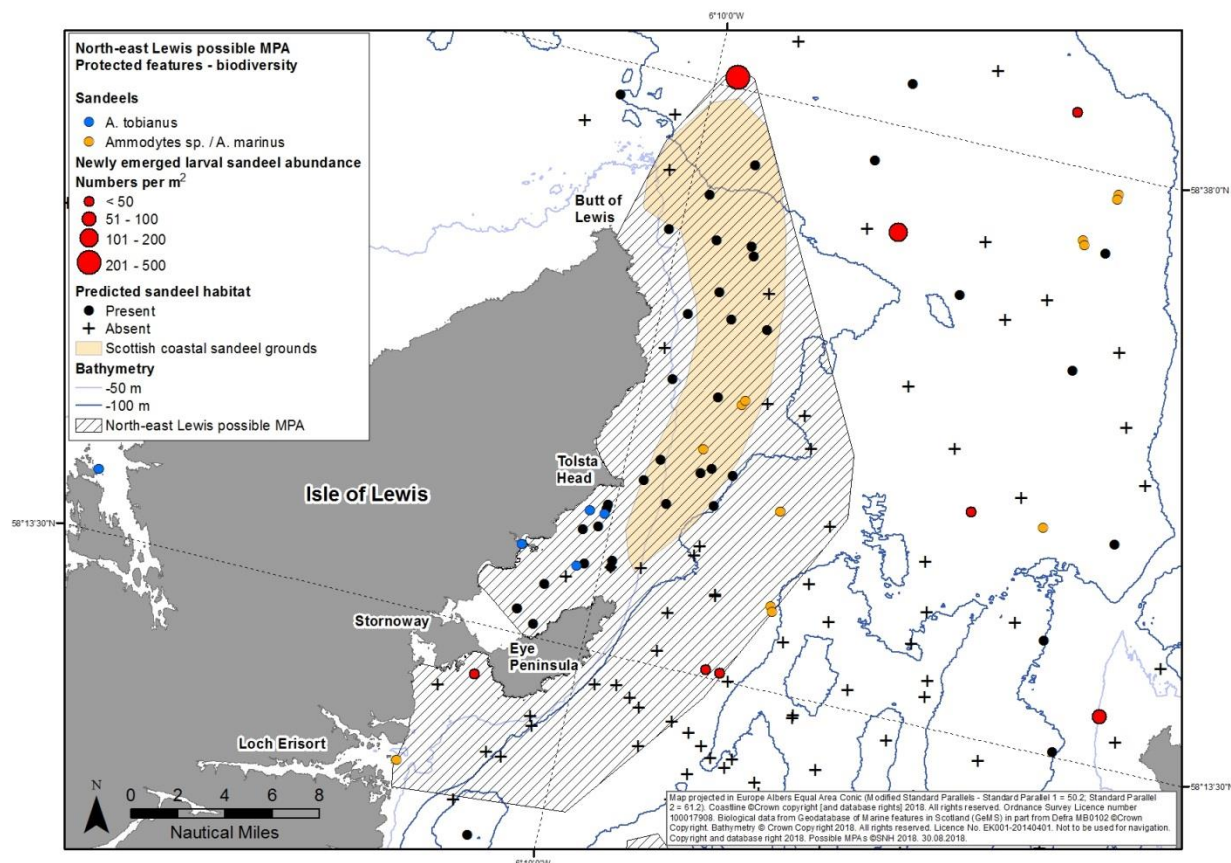 6°10'0"W
North-east Lewis possible MPA
Protected features - biodiversity
Sandeels
A. tobianus
Ammodytes sp. / A. marinus
Newly emerged larval sandeel abundance
Numbers per m²
< 50
51 - 100
101 - 200
201 - 500
Predicted sandeel habitat
Present
Absent
Scottish coastal sandeel grounds
Bathymetry
-50 m
-100 m
North-east Lewis possible MPA
58°38'0"N
Butt of
Lewis
Tolsta
Head
Isle of Lewis
58°13'30"N
Stornoway
Eye
Peninsula
Loch Erisort
58°13'30"N
N
0 2 4 6 8
Nautical Miles
Map projected in Europe Albers Equal Area Conic (Modified Standard Parallels - Standard Parallel 1 = 50.2; Standard Parallel
2 = 61.2). Coastline ©Crown copyright [and database rights] 2018. All rights reserved. Ordnance Survey Licence number
100017908. Biological data from Geodatabase of Marine features in Scotland (GeMS) in part from Defra MB0102 ©Crown
Copyright. Bathymetry © Crown Copyright 2018. All rights reserved. Licence No. EK001-20140401. Not to be used for navigation.
Copyright and database right 2018. Possible MPAs ©SNH 2018. 30.08.2018.